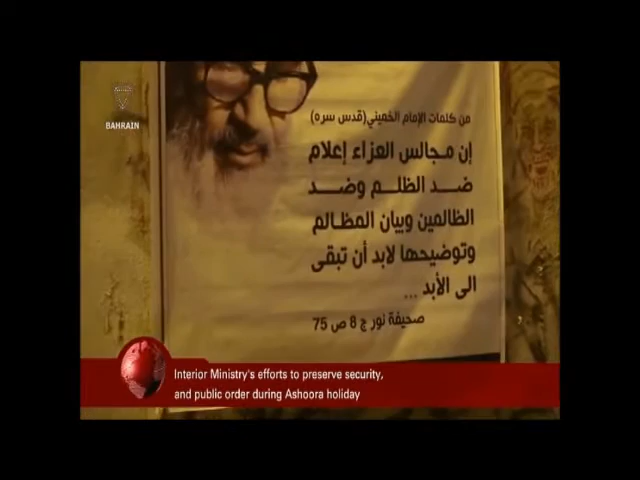 BAHRAIN
من كلمات الإمام الخميني(قدس سره)
إن مجالس العزاء إعلام
ضد الظلم وضد
الظالمين وبيان المظالم
وتوضيحها لابد أن تبقى
الى الأبد ...
صحيفة نور ج 8 ص 75
Interior Ministry's efforts to preserve security,
and public order during Ashoora holiday